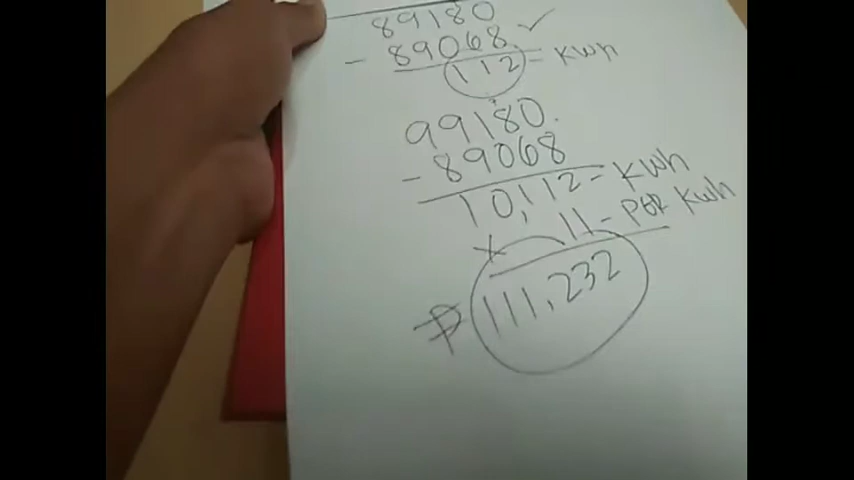 89180
- 89068 ✓
112 = KWh
99180.
- 89068
10,112 - KWh
x 11 - PER KWh
₱ 111,232